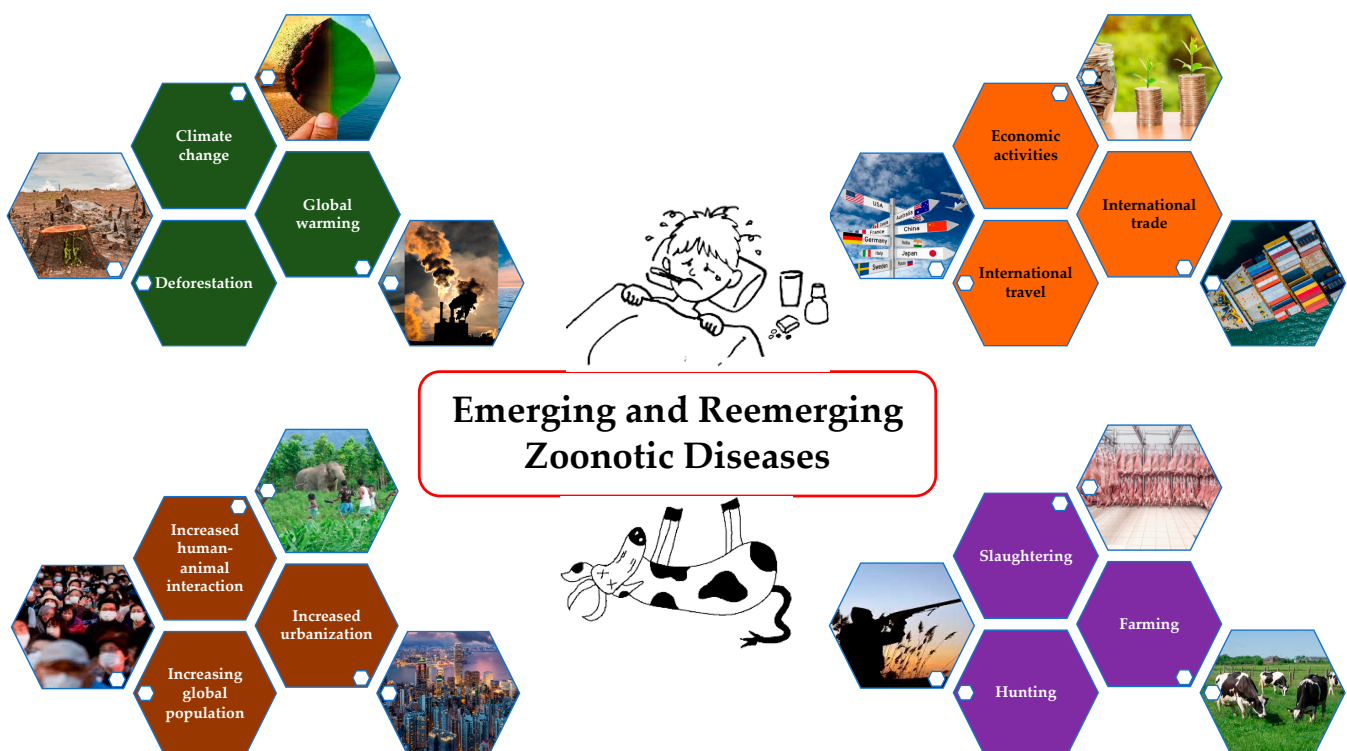 Climate
change
Global
warming
Deforestation
Economic
activities
International
trade
International
travel
USA
Australia
France
China
Germany
India
Italy
Japan
Sweden
Emerging and Reemerging
Zoonotic Diseases
Increased
human-
animal
interaction
Increased
urbanization
Increasing
global
population
Slaughtering
Farming
Hunting